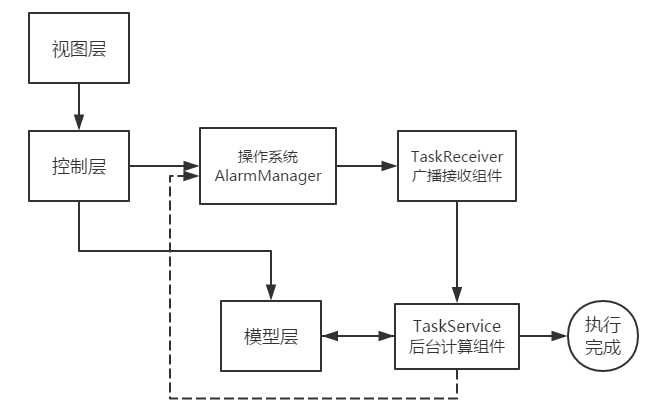 视图层
控制层
操作系统
AlarmManager
TaskReceiver
广播接收组件
模型层
TaskService
后台计算组件
执行
完成